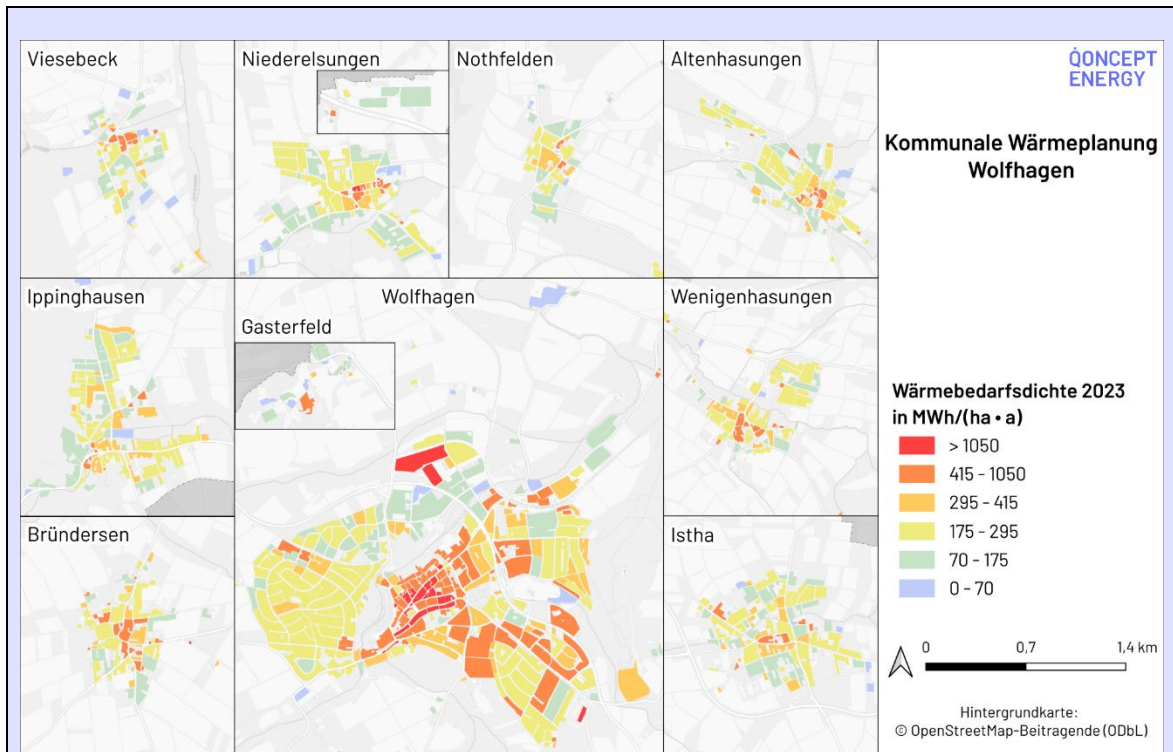 Viesebeck
Niederelsungen
Nothfelden
Altenhasungen
Ippinghausen
Wolfhagen
Gasterfeld
Wenigenhasungen
Bründersen
Istha
QONCEPT
ENERGY
Kommunale Wärmeplanung
Wolfhagen
Wärmebedarfsdichte 2023
in MWh/(ha • a)
> 1050
415 - 1050
295 - 415
175 - 295
70 - 175
0 - 70
0 0,7 1,4 km
Hintergrundkarte:
© OpenStreetMap-Beitragende (ODbL)